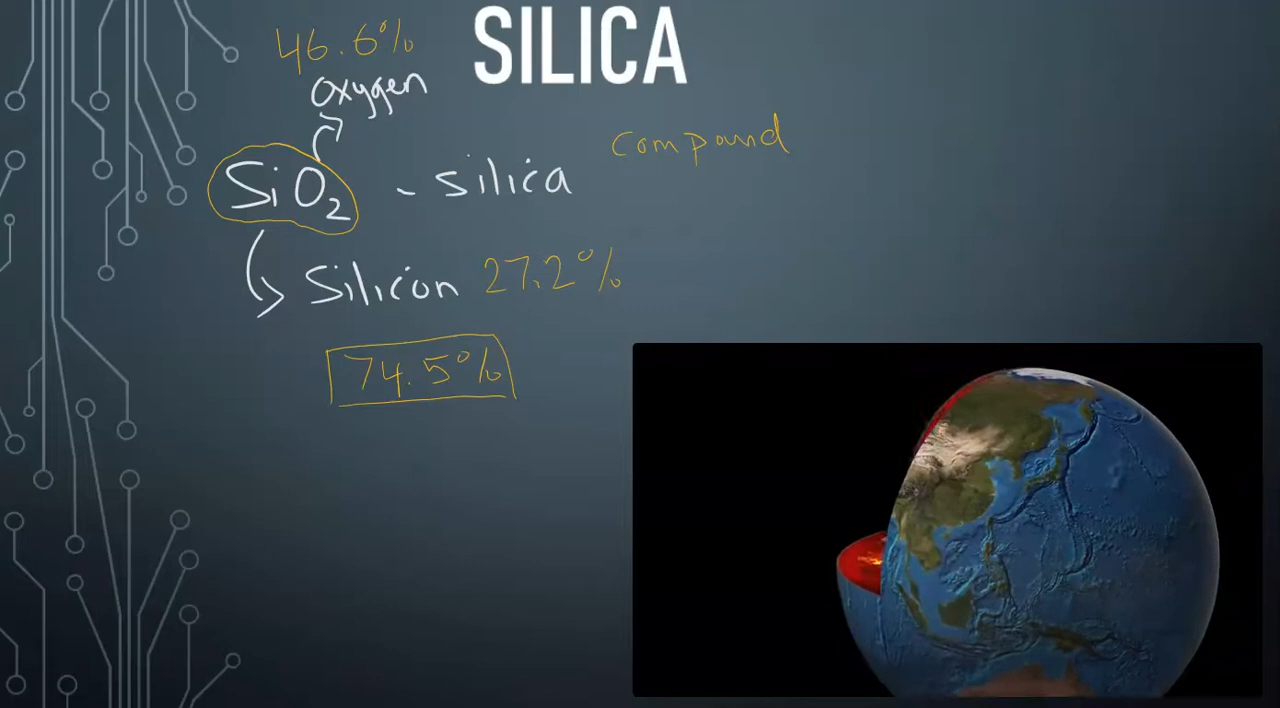 SILICA
46.6%
oxygen
compound
SiO2 - silica
Silicon 27.2%
74.5%